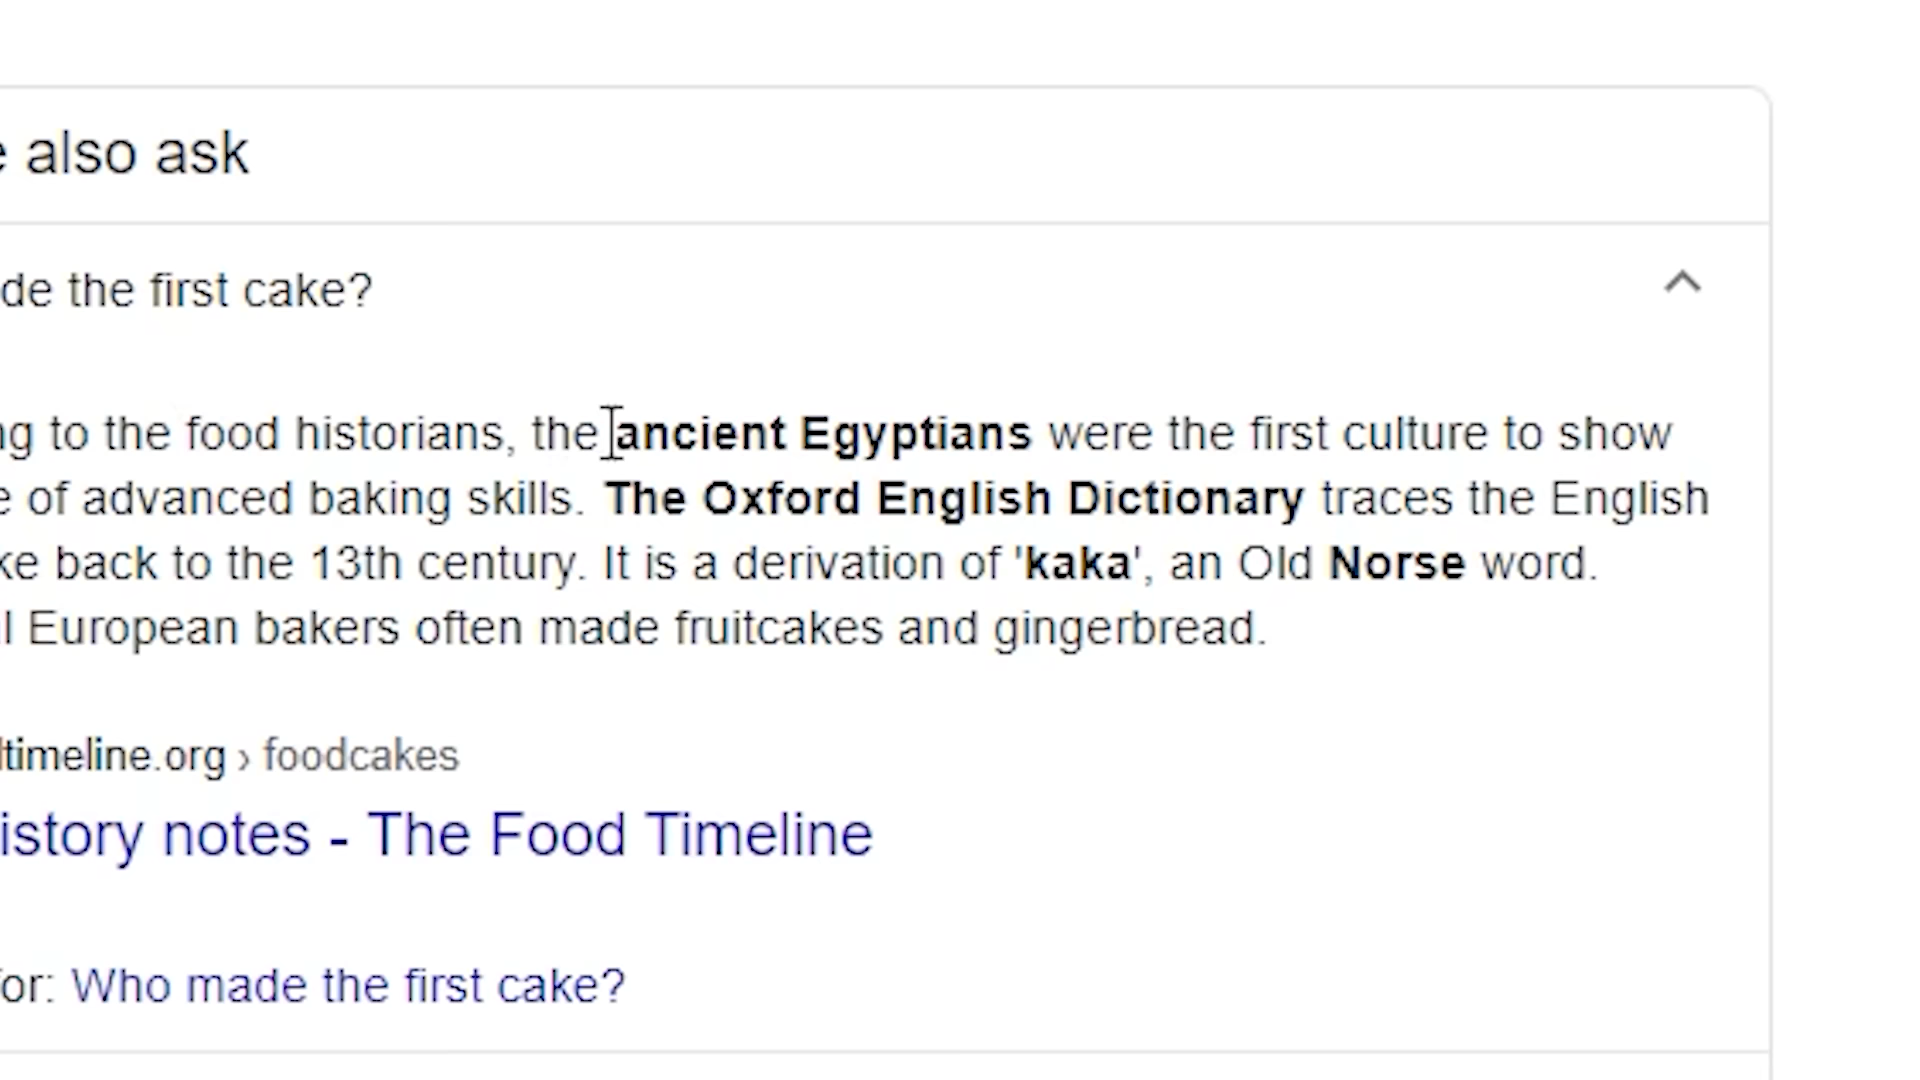 also ask
de the first cake?
ng to the food historians, the ancient Egyptians were the first culture to show
e of advanced baking skills. The Oxford English Dictionary traces the English
ke back to the 13th century. It is a derivation of 'kaka', an Old Norse word.
l European bakers often made fruitcakes and gingerbread.
timeline.org › foodcakes
istory notes - The Food Timeline
for: Who made the first cake?